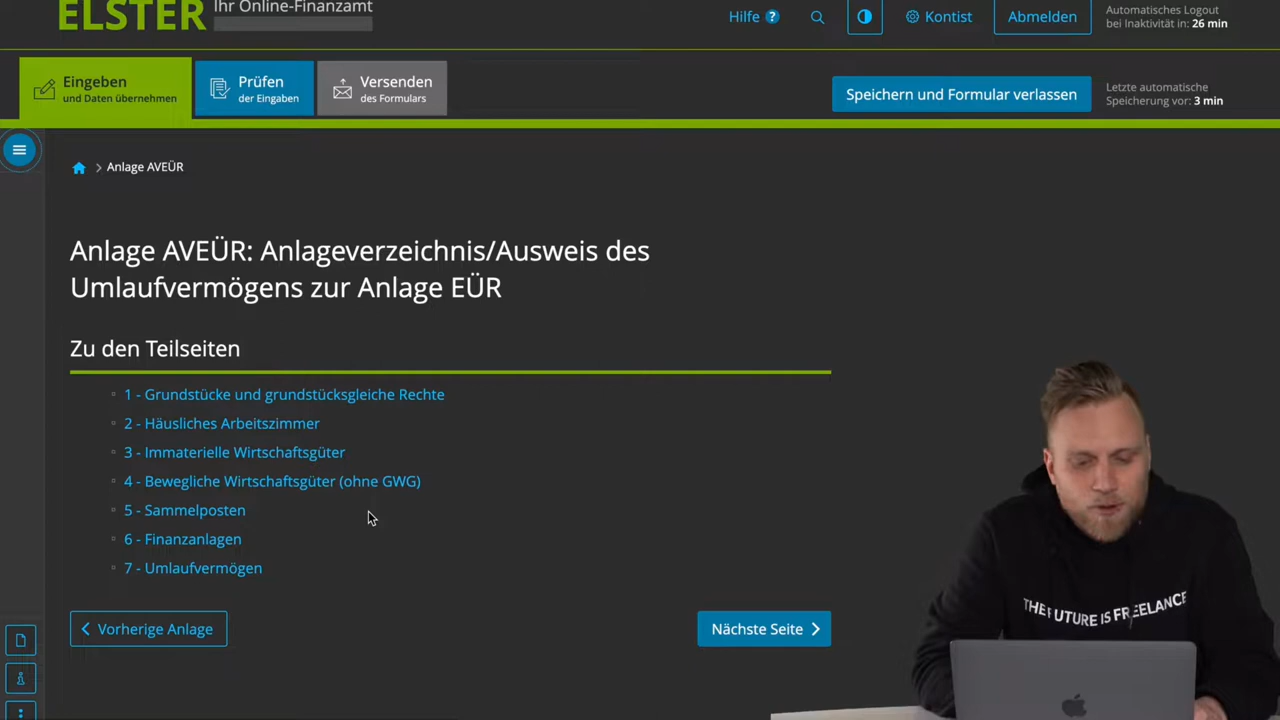 ELSTER
Ihr Online-Finanzamt
Hilfe ?
Kontist
Abmelden
Automatisches Logout
bei Inaktivität in: 26 min
Eingeben
und Daten übernehmen
Prüfen
der Eingaben
Versenden
des Formulars
Speichern und Formular verlassen
Letzte automatische
Speicherung vor: 3 min
Anlage AVEÜR
Anlage AVEÜR: Anlageverzeichnis/Ausweis des
Umlaufvermögens zur Anlage EÜR
Zu den Teilseiten
1 - Grundstücke und grundstücksgleiche Rechte
2 - Häusliches Arbeitszimmer
3 - Immaterielle Wirtschaftsgüter
4 - Bewegliche Wirtschaftsgüter (ohne GWG)
5 - Sammelposten
6 - Finanzanlagen
7 - Umlaufvermögen
Vorherige Anlage
Nächste Seite
THE FUTURE IS FREELANCE